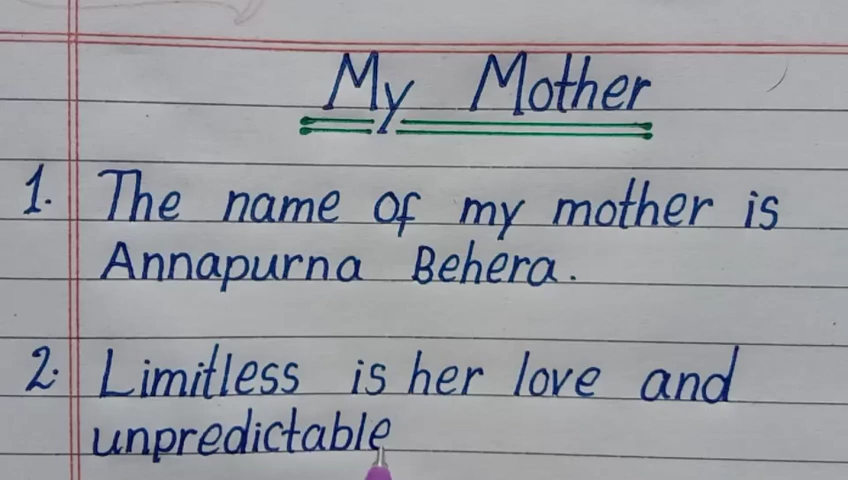 My Mother
1. The name of my mother is
Annapurna Behera.
2. Limitless is her love and
unpredictable